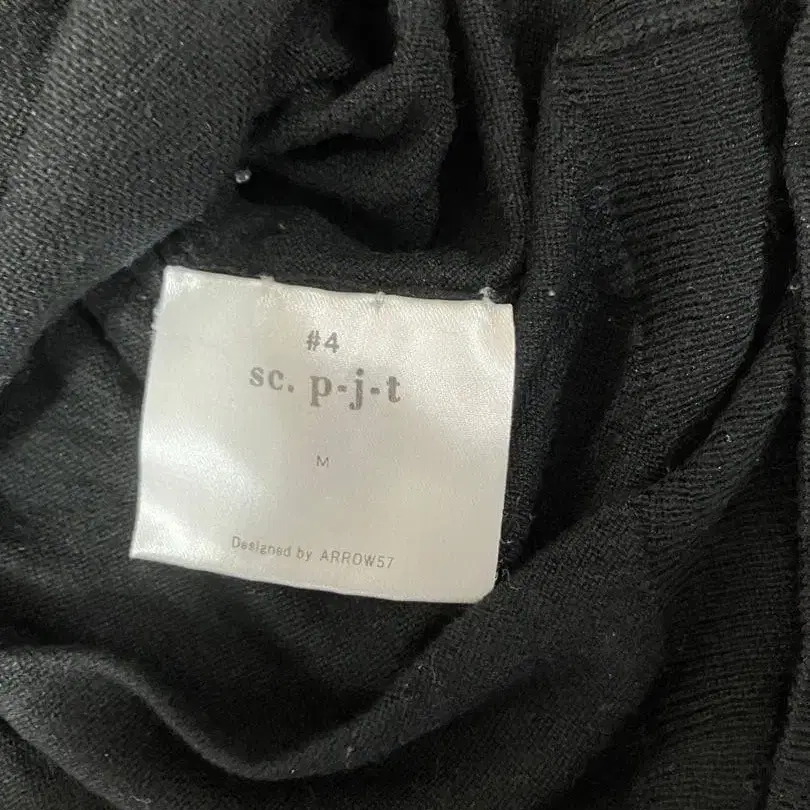 #4
sc. p-j-t
M
Designed by ARROW57